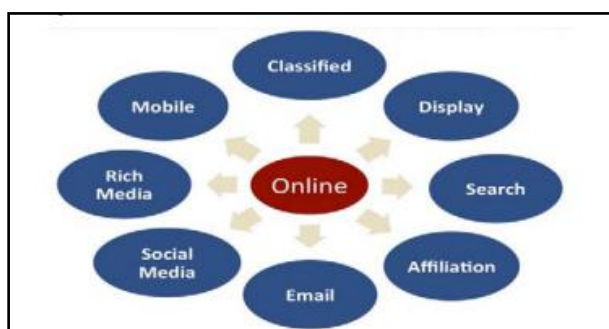 Classified
Mobile
Display
Rich
Media
Online
Search
Social
Media
Affiliation
Email